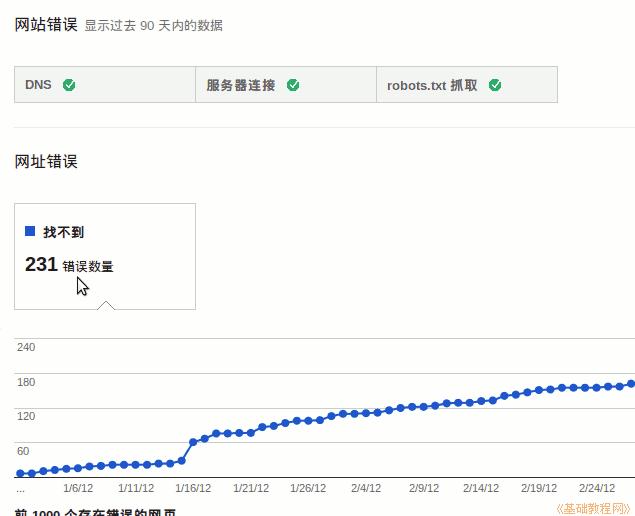 网站错误 显示过去 90 天内的数据
DNS 服务器连接 robots.txt 抓取
网址错误
找不到
231 错误数量
240
180
120
60
... 1/6/12 1/11/12 1/16/12 1/21/12 1/26/12 2/4/12 2/9/12 2/14/12 2/19/12 2/24/12
前 1000 个存在错误的网页
《基础教程网》